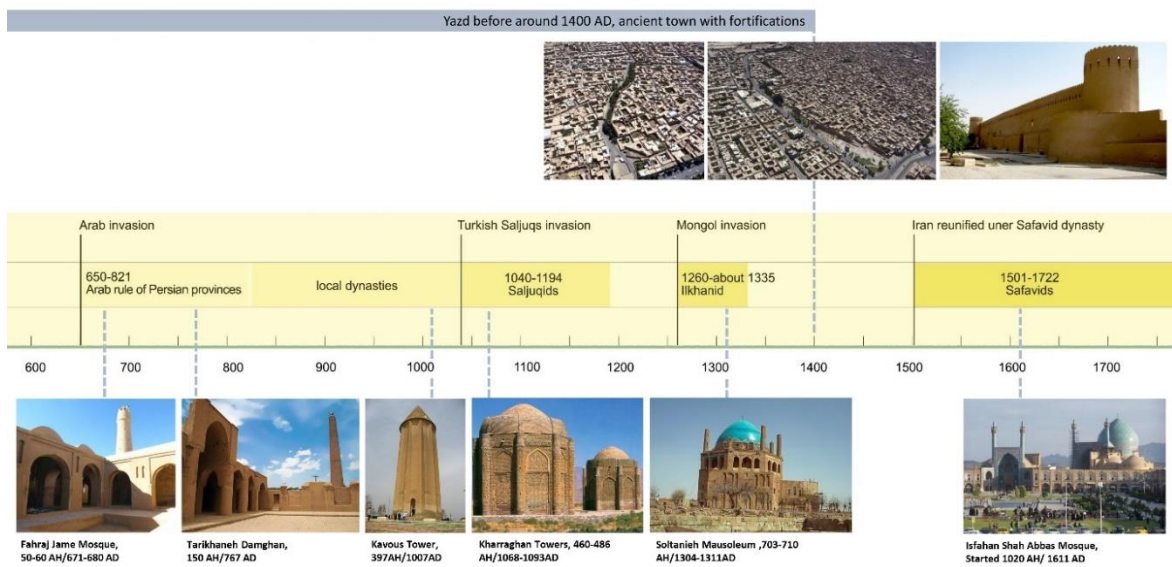 Yazd before around 1400 AD, ancient town with fortifications
Arab invasion
Turkish Saljuqs invasion
Mongol invasion
Iran reunified uner Safavid dynasty
650-821
Arab rule of Persian provinces
local dynasties
1040-1194
Saljuqids
1260-about 1335
Ilkhanid
1501-1722
Safavids
600 700 800 900 1000 1100 1200 1300 1400 1500 1600 1700
Fahraj Jame Mosque,
50-60 AH/671-680 AD
Tarikhaneh Damghan,
150 AH/767 AD
Kavous Tower,
397AH/1007AD
Kharraghan Towers, 460-486
AH/1068-1093AD
Soltanieh Mausoleum ,703-710
AH/1304-1311AD
Isfahan Shah Abbas Mosque,
Started 1020 AH/ 1611 AD